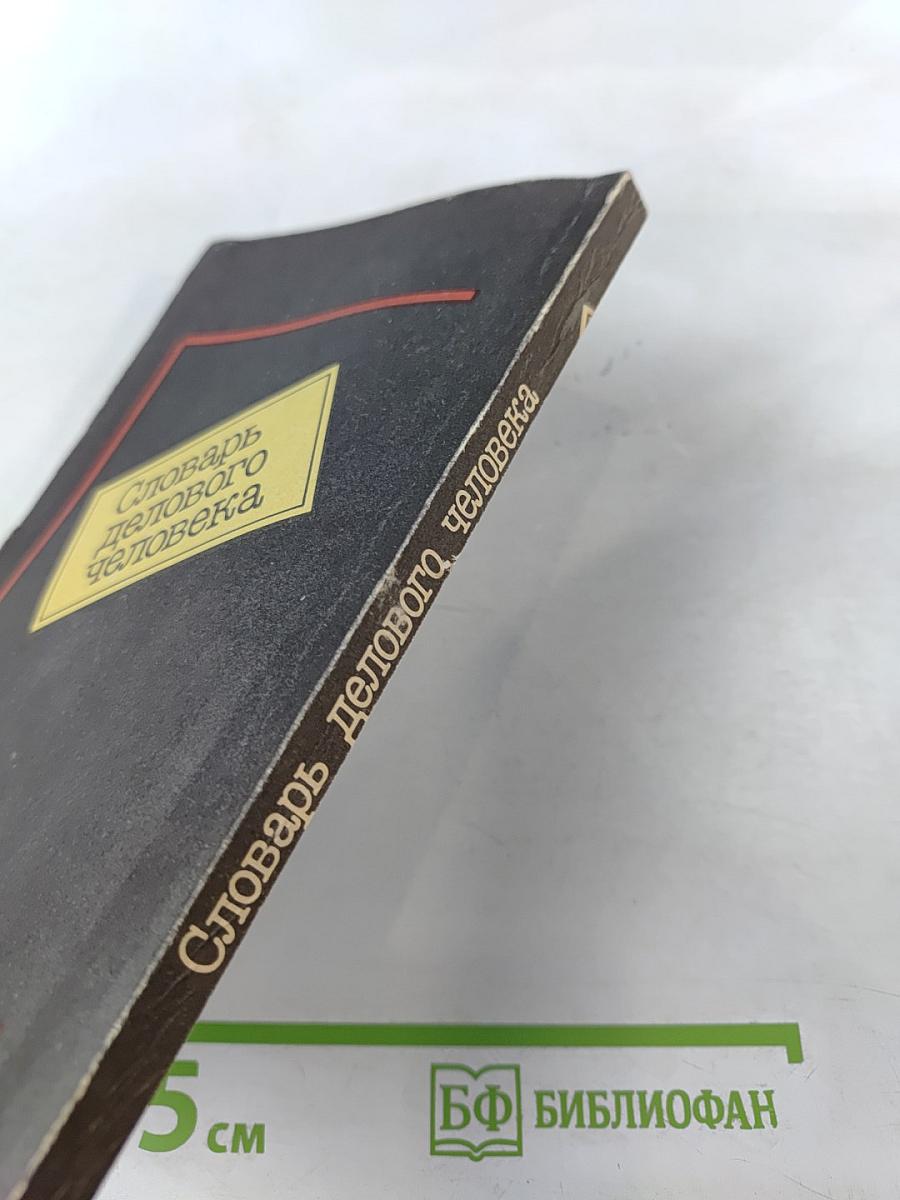 Словарь
делового
человека
Словарь делового человека
5 см
БФ БИБЛИОФАН